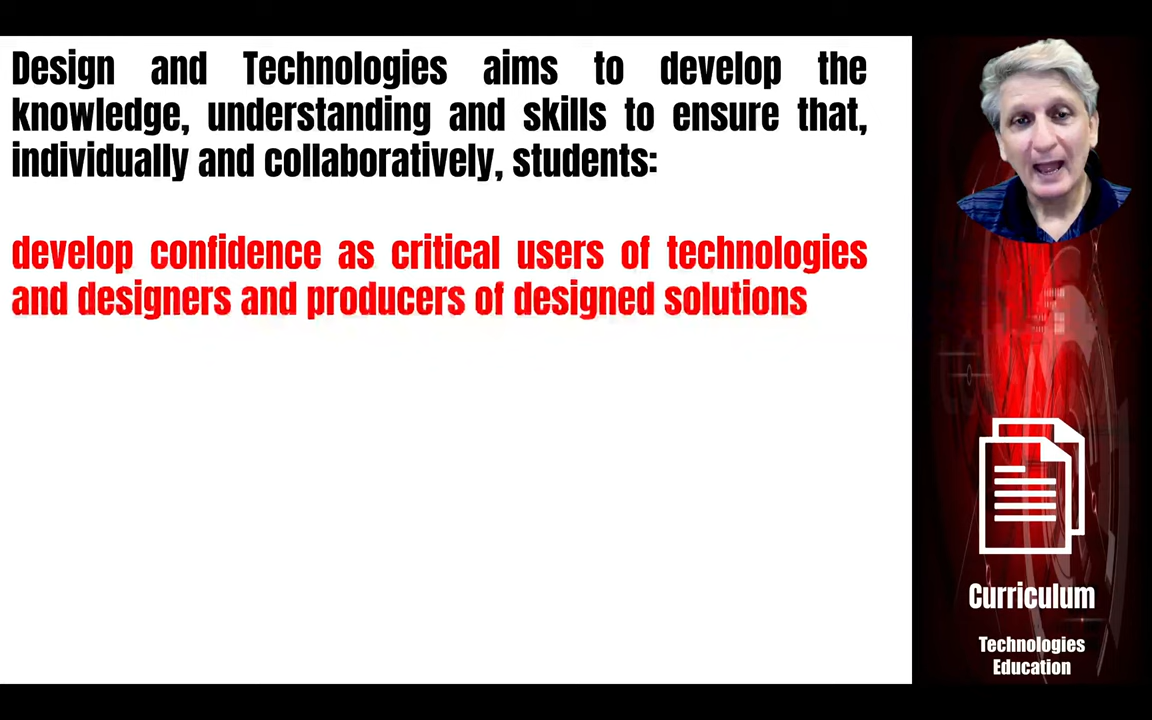 Design and Technologies aims to develop the
knowledge, understanding and skills to ensure that,
individually and collaboratively, students:
develop confidence as critical users of technologies
and designers and producers of designed solutions
Curriculum
Technologies
Education